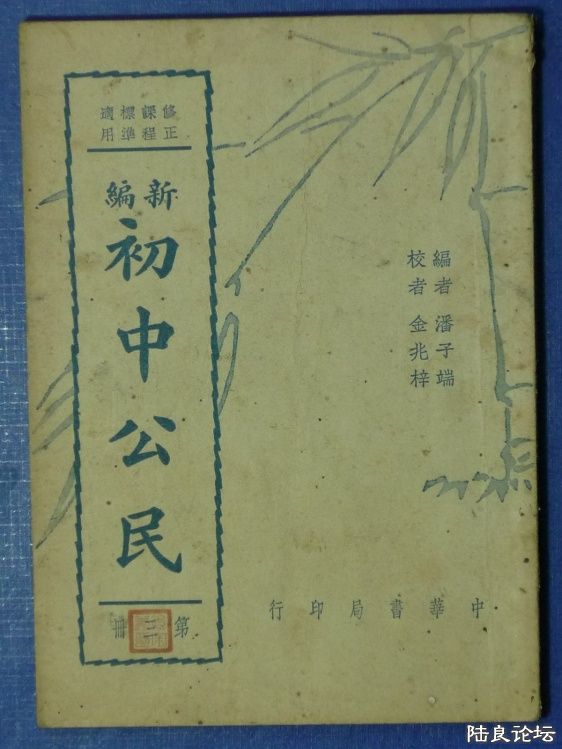 修正課程標準適用
新編
初中公民
第三冊
編者 潘子端
校者 金兆梓
中華書局印行
陆良论坛